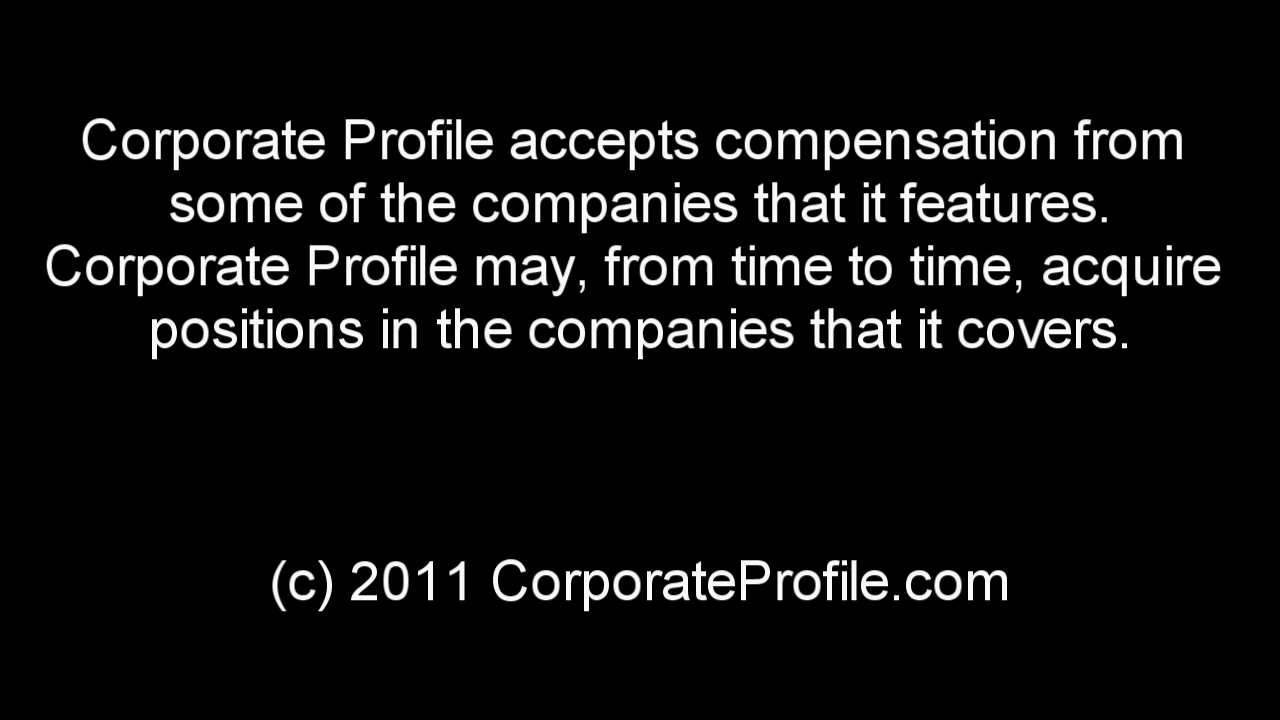 Corporate Profile accepts compensation from
some of the companies that it features.
Corporate Profile may, from time to time, acquire
positions in the companies that it covers.
(c) 2011 CorporateProfile.com